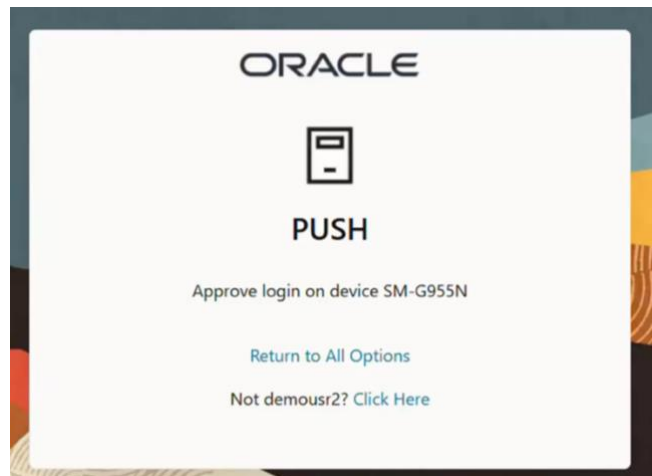 ORACLE
PUSH
Approve login on device SM-G955N
Return to All Options
Not demousr2? Click Here